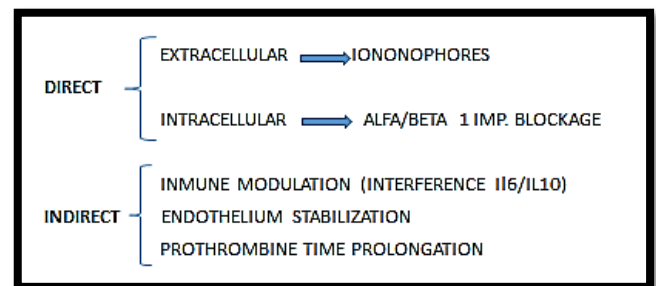 EXTRACELLULAR IONONOPHORES
DIRECT
INTRACELLULAR ALFA/BETA 1 IMP. BLOCKAGE
INMUNE MODULATION (INTERFERENCE Il6/IL10)
INDIRECT ENDOTHELIUM STABILIZATION
PROTHROMBINE TIME PROLONGATION